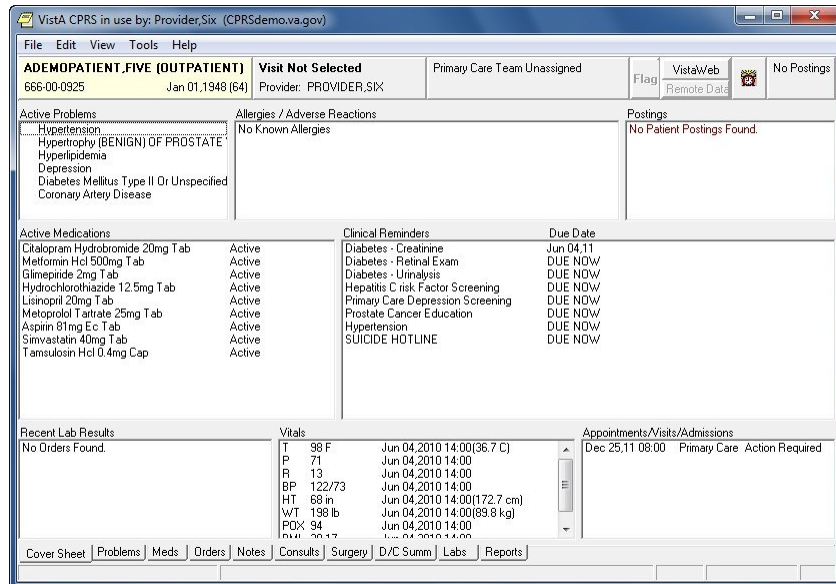 VistA CPRS in use by: Provider,Six (CPRSdemo.va.gov)
File Edit View Tools Help
ADEMOPATIENT,FIVE (OUTPATIENT) Visit Not Selected Primary Care Team Unassigned Flag VistaWeb No Postings
666-00-0925 Jan 01,1948 (64) Provider: PROVIDER,SIX Remote Data
Active Problems Allergies / Adverse Reactions Postings
Hypertension No Known Allergies No Patient Postings Found.
Hypertrophy (BENIGN) OF PROSTATE
Hyperlipidemia
Depression
Diabetes Mellitus Type II Or Unspecified
Coronary Artery Disease
Active Medications Clinical Reminders Due Date
Citalopram Hydrobromide 20mg Tab Active Diabetes - Creatinine Jun 04,11
Metformin Hcl 500mg Tab Active Diabetes - Retinal Exam DUE NOW
Glimepiride 2mg Tab Active Diabetes - Urinalysis DUE NOW
Hydrochlorothiazide 12.5mg Tab Active Hepatitis C risk Factor Screening DUE NOW
Lisinopril 20mg Tab Active Primary Care Depression Screening DUE NOW
Metoprolol Tartrate 25mg Tab Active Prostate Cancer Education DUE NOW
Aspirin 81mg Ec Tab Active Hypertension DUE NOW
Simvastatin 40mg Tab Active SUICIDE HOTLINE DUE NOW
Tamsulosin Hcl 0.4mg Cap Active
Recent Lab Results Vitals Appointments/Visits/Admissions
No Orders Found. T 98 F Jun 04,2010 14:00(36.7 C) Dec 25,11 08:00 Primary Care Action Required
P 71 Jun 04,2010 14:00
R 13 Jun 04,2010 14:00
BP 122/73 Jun 04,2010 14:00
HT 68 in Jun 04,2010 14:00(172.7 cm)
WT 198 lb Jun 04,2010 14:00(89.8 kg)
POX 94 Jun 04,2010 14:00
Cover Sheet Problems Meds Orders Notes Consults Surgery D/C Summ Labs Reports